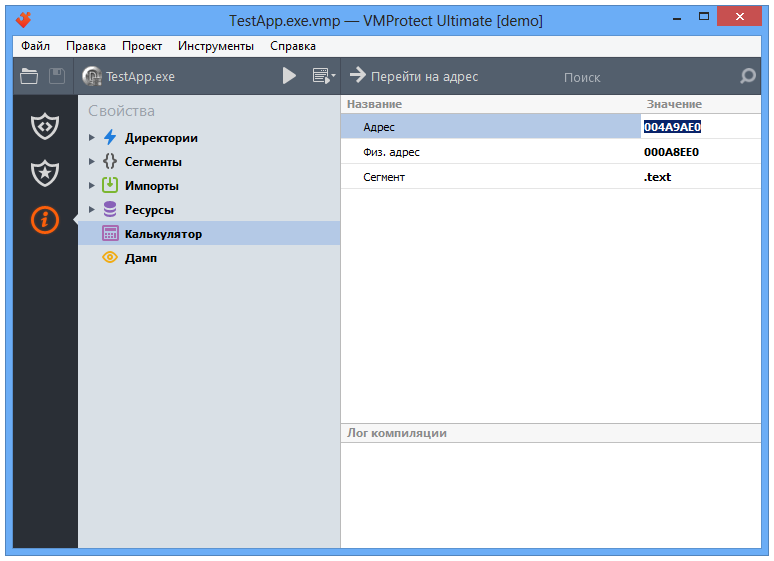 TestApp.exe.vmp — VMProtect Ultimate [demo]
Файл Правка Проект Инструменты Справка
TestApp.exe Перейти на адрес Поиск
Свойства
Директории
Сегменты
Импорты
Ресурсы
Калькулятор
Дамп
Название Значение
Адрес 004A9AE0
Физ. адрес 000A8EE0
Сегмент .text
Лог компиляции